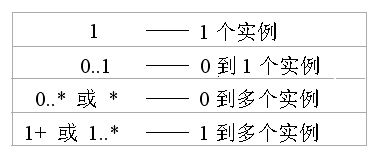 1 —— 1 个实例
0..1 —— 0 到 1 个实例
0..* 或 * —— 0 到多个实例
1+ 或 1..* —— 1 到多个实例